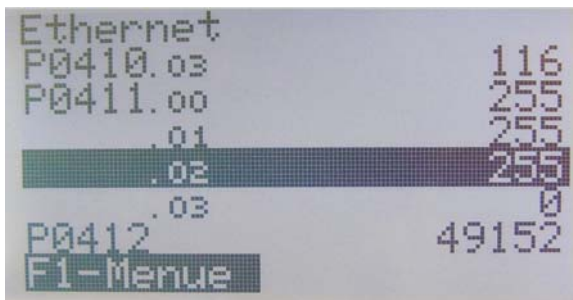 Ethernet
P0410.03 116
P0411.00 255
.01 255
.02 255
.03 0
P0412 49152
F1-Menue